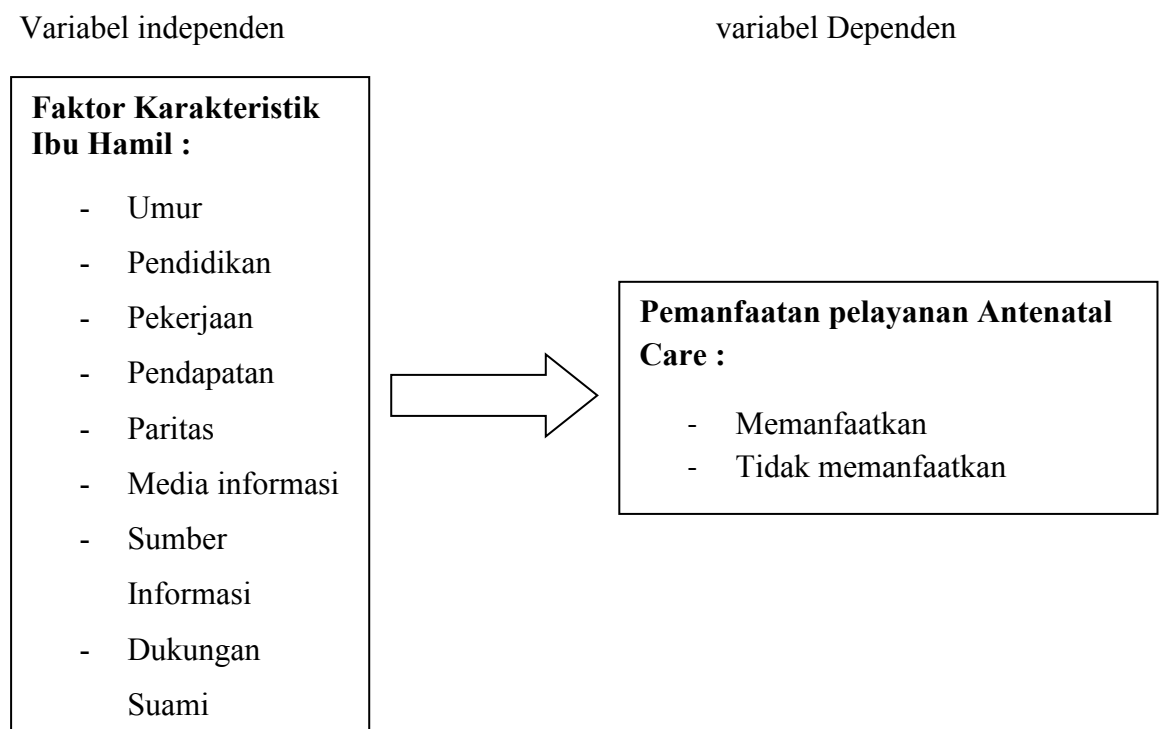 Variabel independen
variabel Dependen
Faktor Karakteristik
Ibu Hamil :
- Umur
- Pendidikan
- Pekerjaan
- Pendapatan
- Paritas
- Media informasi
- Sumber
Informasi
- Dukungan
Suami
Pemanfaatan pelayanan Antenatal
Care :
- Memanfaatkan
- Tidak memanfaatkan